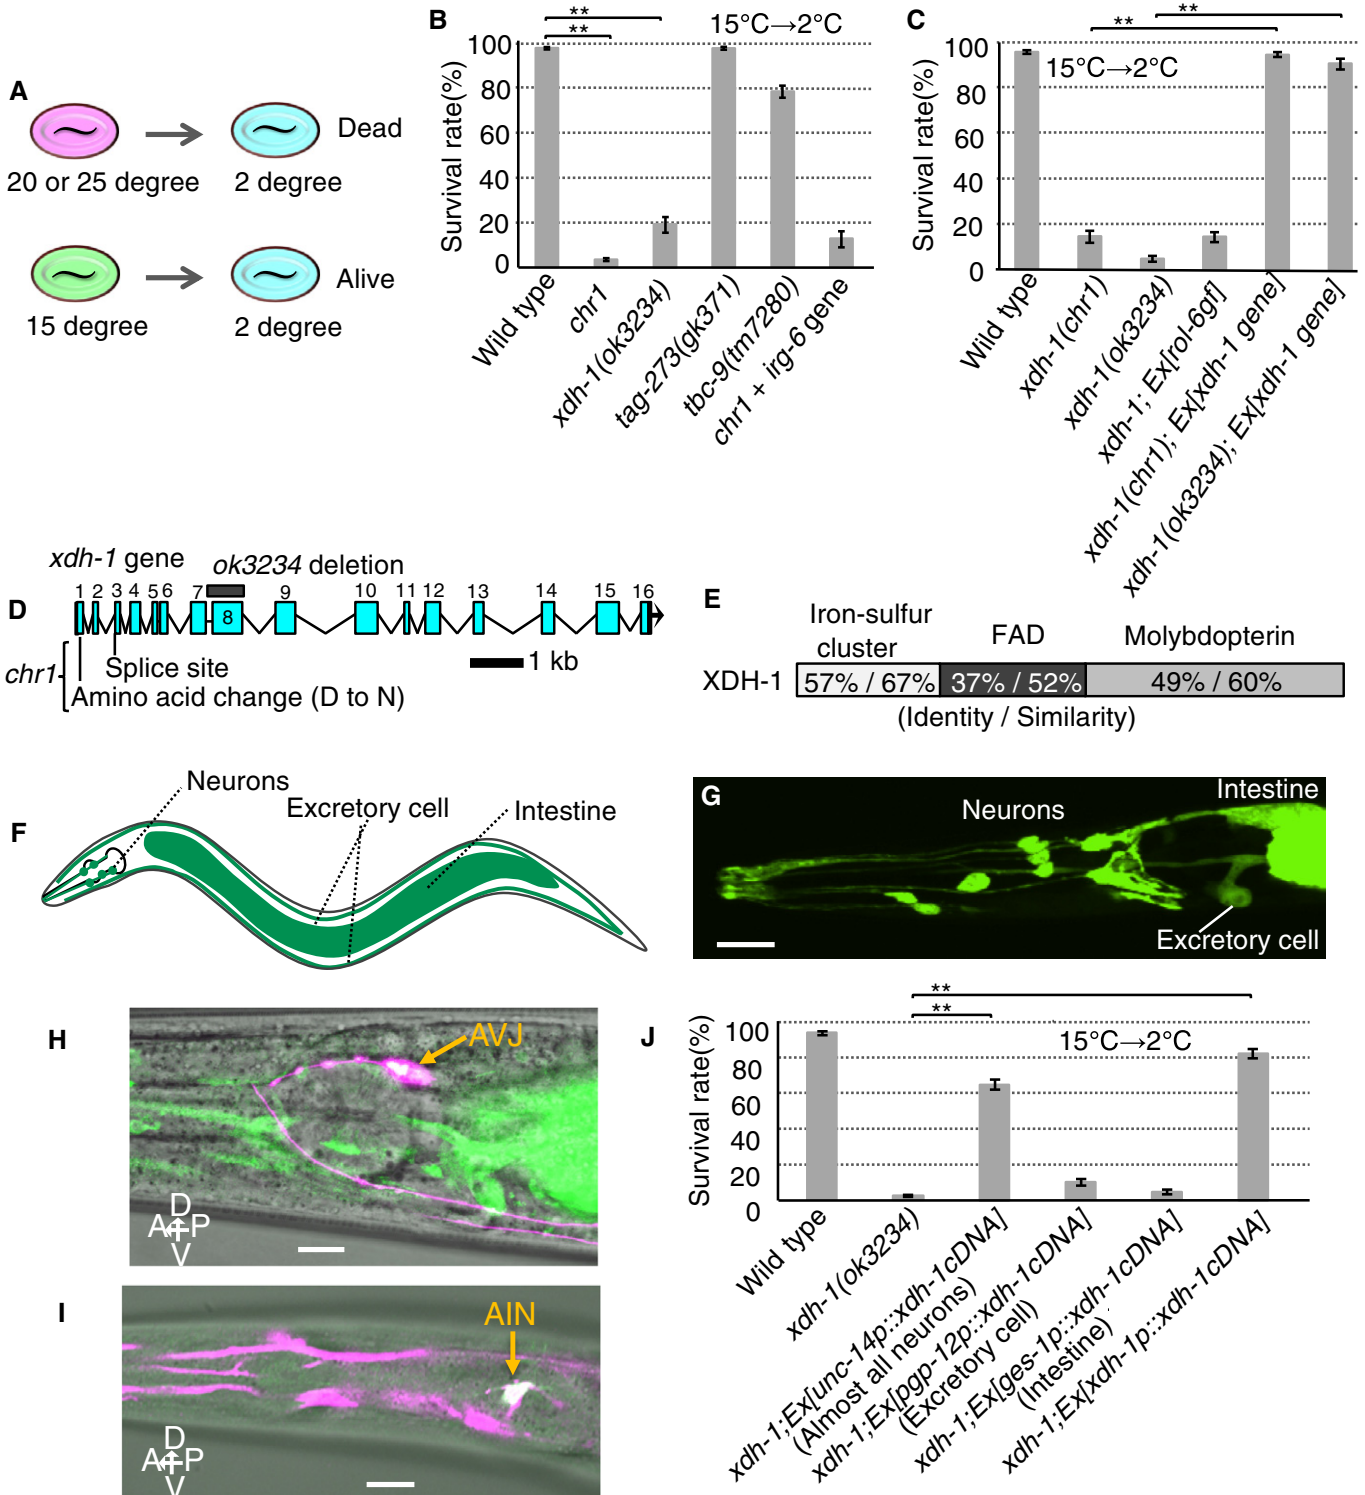 A
20 or 25 degree
2 degree
Dead
15 degree
2 degree
Alive
B
**
**
15°C→2°C
Survival rate(%)
100
80
60
40
20
0
Wild type
chr1
xdh-1(ok3234)
tag-273(gk371)
tbc-9(tm7280)
chr1 + irg-6 gene
C
**
**
15°C→2°C
Survival rate(%)
100
80
60
40
20
0
Wild type
xdh-1(chr1)
xdh-1(ok3234)
xdh-1; Ex[rol-6gf]
xdh-1(chr1); Ex[xdh-1 gene]
xdh-1(ok3234); Ex[xdh-1 gene]
D
xdh-1 gene
ok3234 deletion
1 2 3 4 5 6 7 8 9 10 11 12 13 14 15 16
chr1
Splice site
Amino acid change (D to N)
1 kb
E
Iron-sulfur
cluster
FAD
Molybdopterin
XDH-1
57% / 67%
37% / 52%
49% / 60%
(Identity / Similarity)
F
Neurons
Excretory cell
Intestine
G
Neurons
Intestine
Excretory cell
H
AVJ
D
A P
V
I
AIN
D
A P
V
J
**
**
15°C→2°C
Survival rate(%)
100
80
60
40
20
0
Wild type
xdh-1(ok3234)
xdh-1;Ex[unc-14p::xdh-1cDNA]
(Almost all neurons)
xdh-1;Ex[pgp-12p::xdh-1cDNA]
(Excretory cell)
xdh-1;Ex[ges-1p::xdh-1cDNA]
(Intestine)
xdh-1;Ex[xdh-1p::xdh-1cDNA]